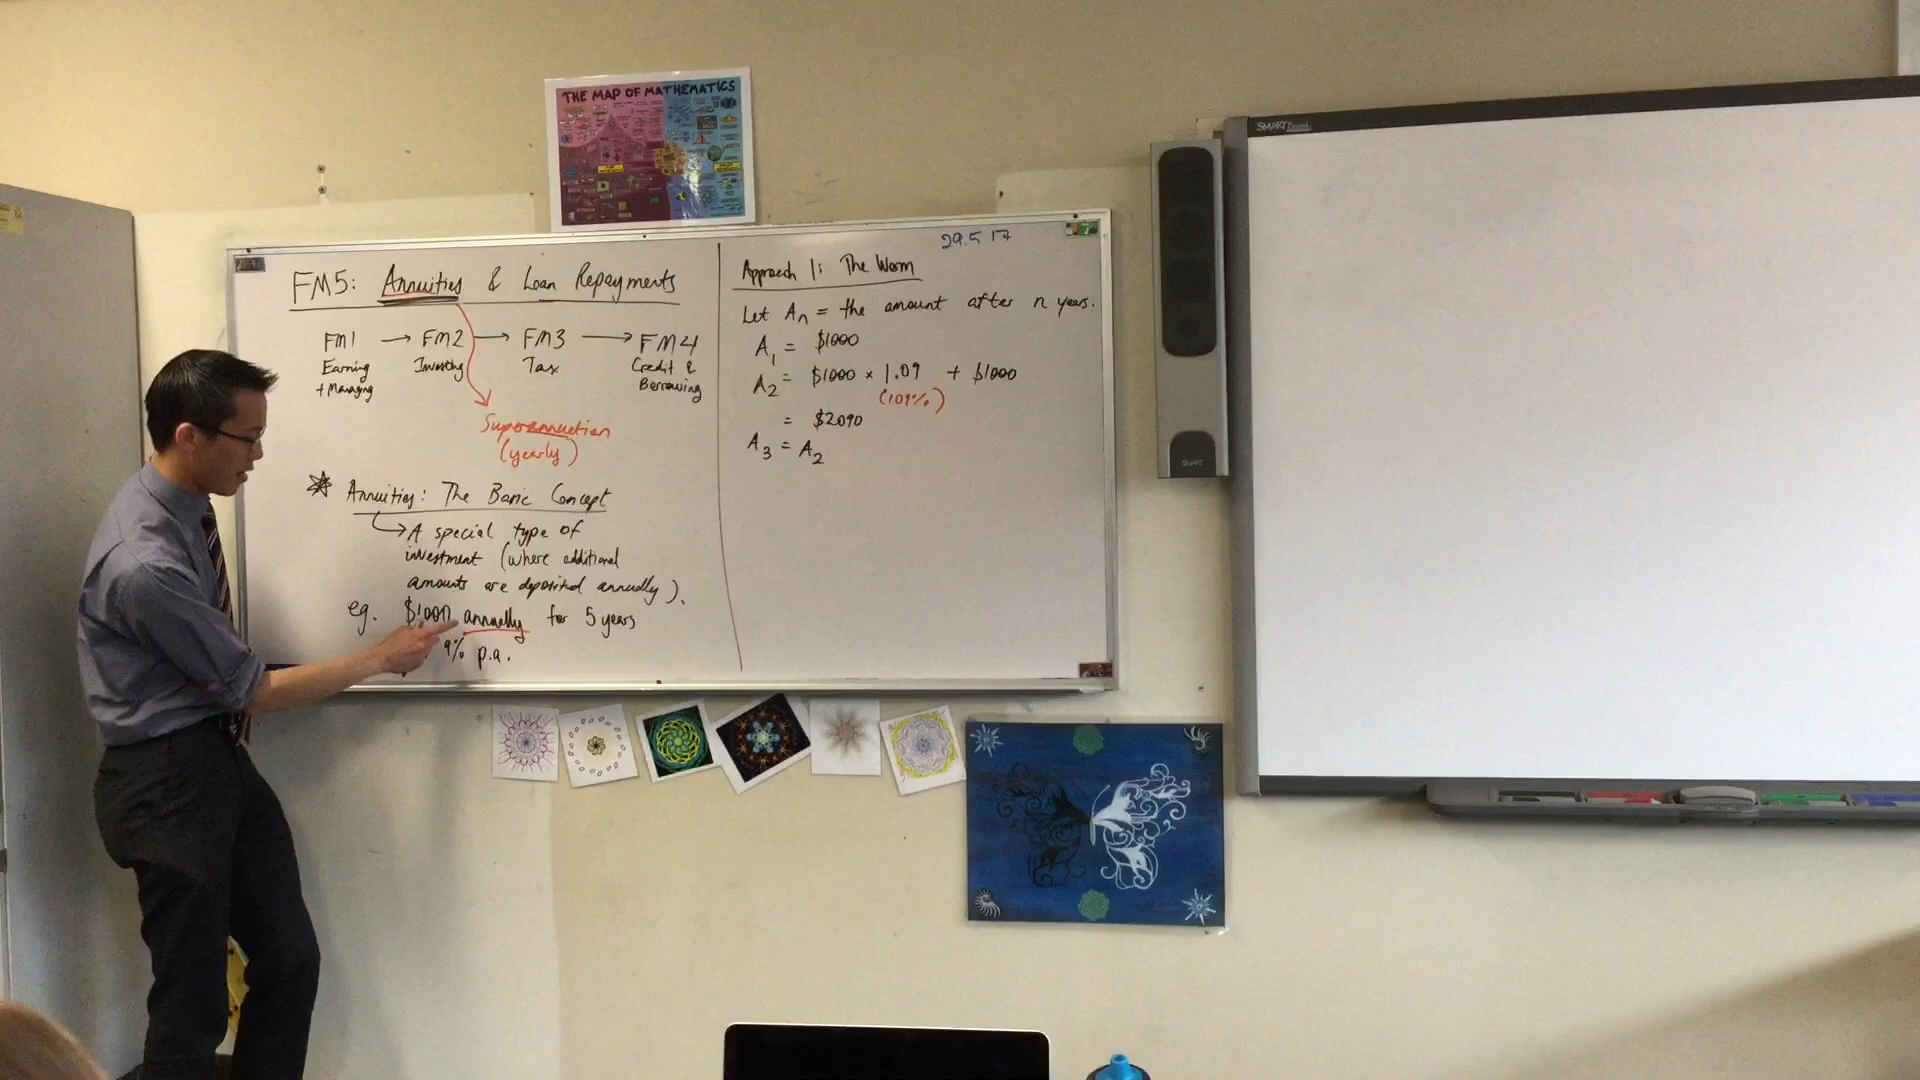 THE MAP OF MATHEMATICS
SMART Board
SMART
29.5.17
FM5: Annuities & Loan Repayments
FM1 → FM2 → FM3 → FM4
Earning + Managing
Investing
Tax
Credit & Borrowing
Superannuation
(yearly)
Annuities: The Basic Concept
A special type of
investment (where additional
amounts are deposited annually).
eg. $1000 annually for 5 years
9% p.a.
Approach 1: The Worm
Let An = the amount after n years.
A1 = $1000
A2 = $1000 × 1.09 + $1000
(109%)
= $2090
A3 = A2